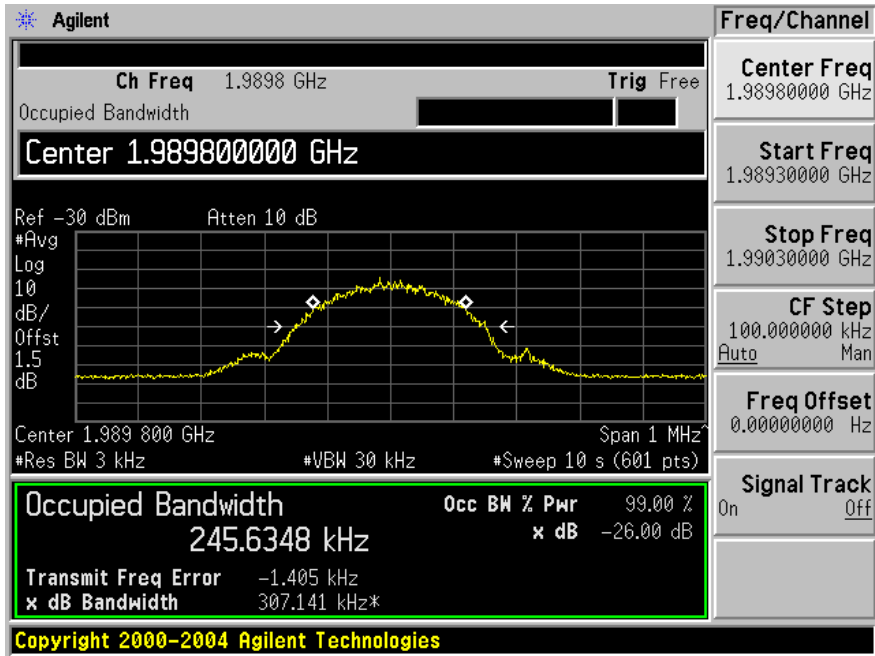 Agilent
Freq/Channel
Ch Freq 1.9898 GHz Trig Free
Occupied Bandwidth
Center 1.989800000 GHz
Ref -30 dBm Atten 10 dB
#Avg
Log
10
dB/
Offst
1.5
dB
Center 1.989 800 GHz Span 1 MHz^
#Res BW 3 kHz #VBW 30 kHz #Sweep 10 s (601 pts)
Occupied Bandwidth Occ BW % Pwr 99.00 %
245.6348 kHz x dB -26.00 dB
Transmit Freq Error -1.405 kHz
x dB Bandwidth 307.141 kHz*
Copyright 2000-2004 Agilent Technologies
Center Freq
1.98980000 GHz
Start Freq
1.98930000 GHz
Stop Freq
1.99030000 GHz
CF Step
100.000000 kHz
Auto Man
Freq Offset
0.00000000 Hz
Signal Track
On Off